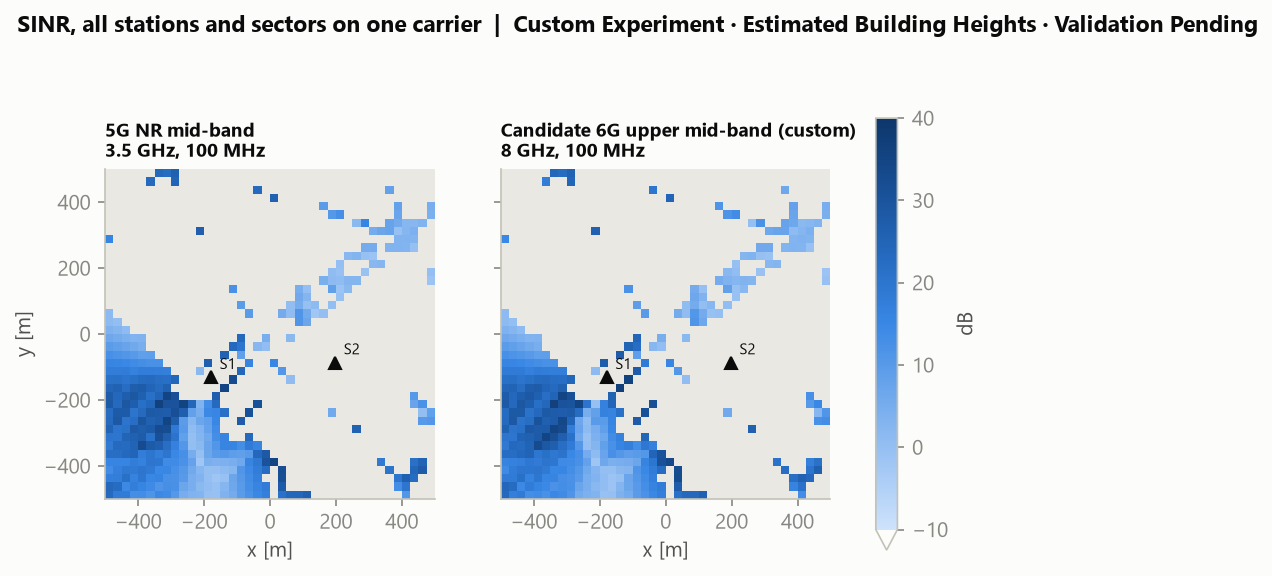 SINR, all stations and sectors on one carrier | Custom Experiment · Estimated Building Heights · Validation Pending
5G NR mid-band
3.5 GHz, 100 MHz
Candidate 6G upper mid-band (custom)
8 GHz, 100 MHz
400
200
0
−200
−400
y [m]
S1
S2
S1
S2
−400 −200 0 200 400
x [m]
−400 −200 0 200 400
x [m]
40
30
20
10
0
−10
dB